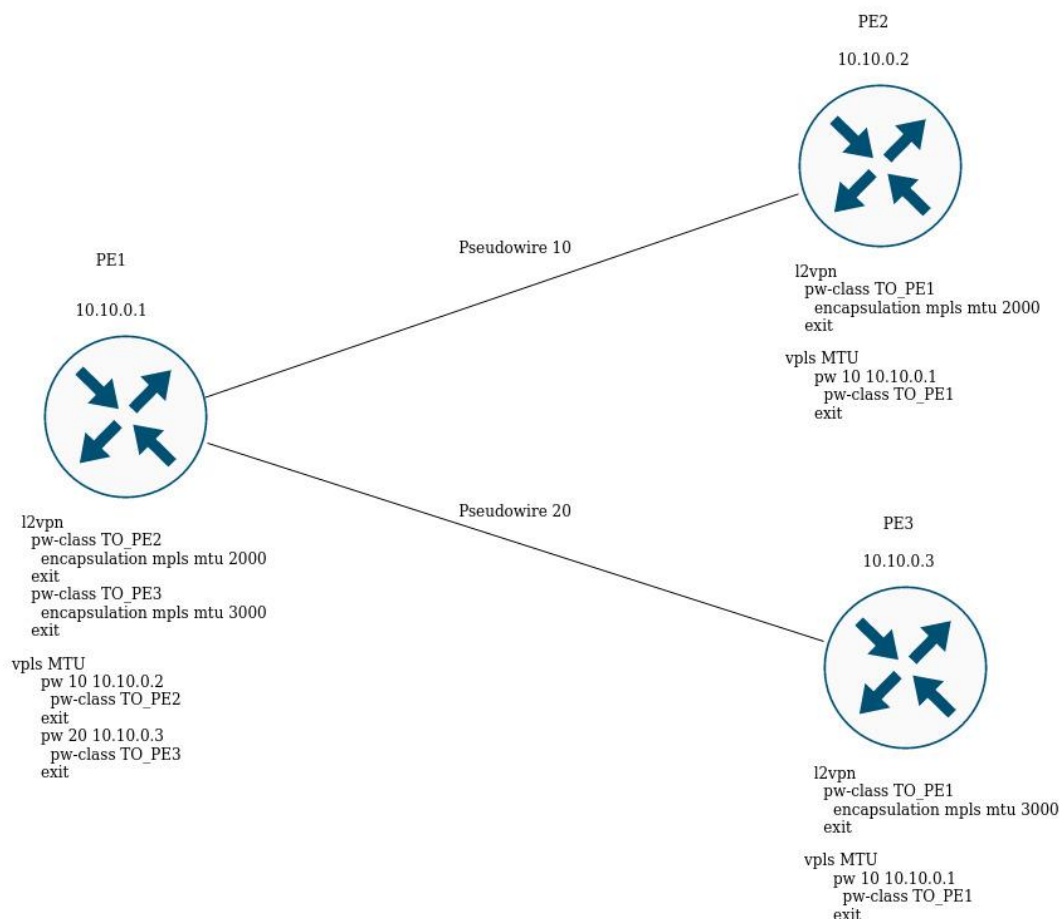 PE2
10.10.0.2
Pseudowire 10
PE1
10.10.0.1
l2vpn
pw-class TO_PE1
encapsulation mpls mtu 2000
exit
vpls MTU
pw 10 10.10.0.1
pw-class TO_PE1
exit
Pseudowire 20
l2vpn
pw-class TO_PE2
encapsulation mpls mtu 2000
exit
pw-class TO_PE3
encapsulation mpls mtu 3000
exit
vpls MTU
pw 10 10.10.0.2
pw-class TO_PE2
exit
pw 20 10.10.0.3
pw-class TO_PE3
exit
PE3
10.10.0.3
l2vpn
pw-class TO_PE1
encapsulation mpls mtu 3000
exit
vpls MTU
pw 10 10.10.0.1
pw-class TO_PE1
exit